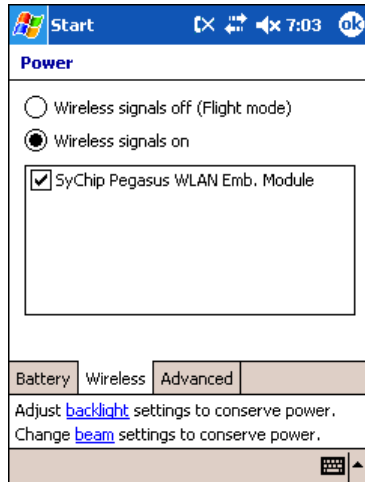 Start 7:03 ok
Power
Wireless signals off (Flight mode)
Wireless signals on
SyChip Pegasus WLAN Emb. Module
Battery Wireless Advanced
Adjust backlight settings to conserve power.
Change beam settings to conserve power.